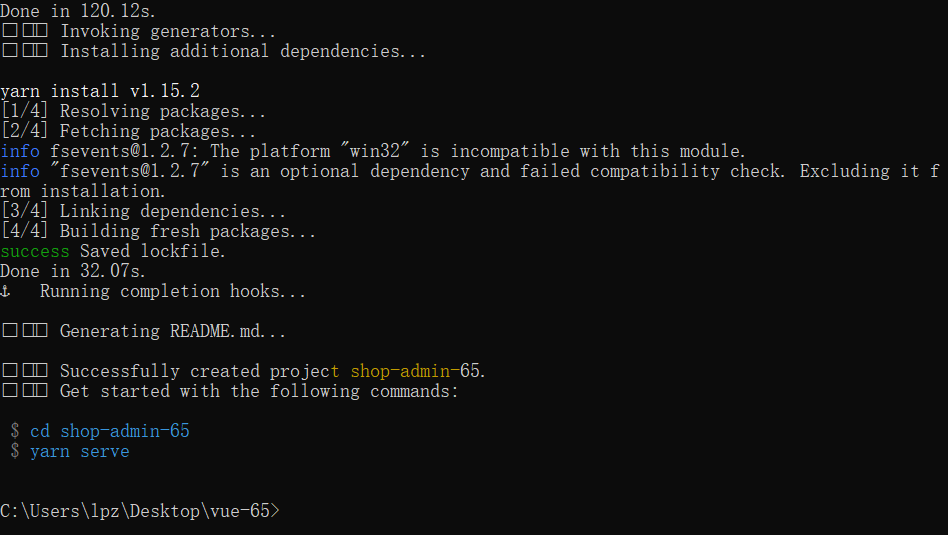 Done in 120.12s.
Invoking generators...
Installing additional dependencies...
yarn install v1.15.2
[1/4] Resolving packages...
[2/4] Fetching packages...
info fsevents@1.2.7: The platform "win32" is incompatible with this module.
info "fsevents@1.2.7" is an optional dependency and failed compatibility check. Excluding it f
rom installation.
[3/4] Linking dependencies...
[4/4] Building fresh packages...
success Saved lockfile.
Done in 32.07s.
⚓ Running completion hooks...
Generating README.md...
Successfully created project shop-admin-65.
Get started with the following commands:
$ cd shop-admin-65
$ yarn serve
C:\Users\lpz\Desktop\vue-65>